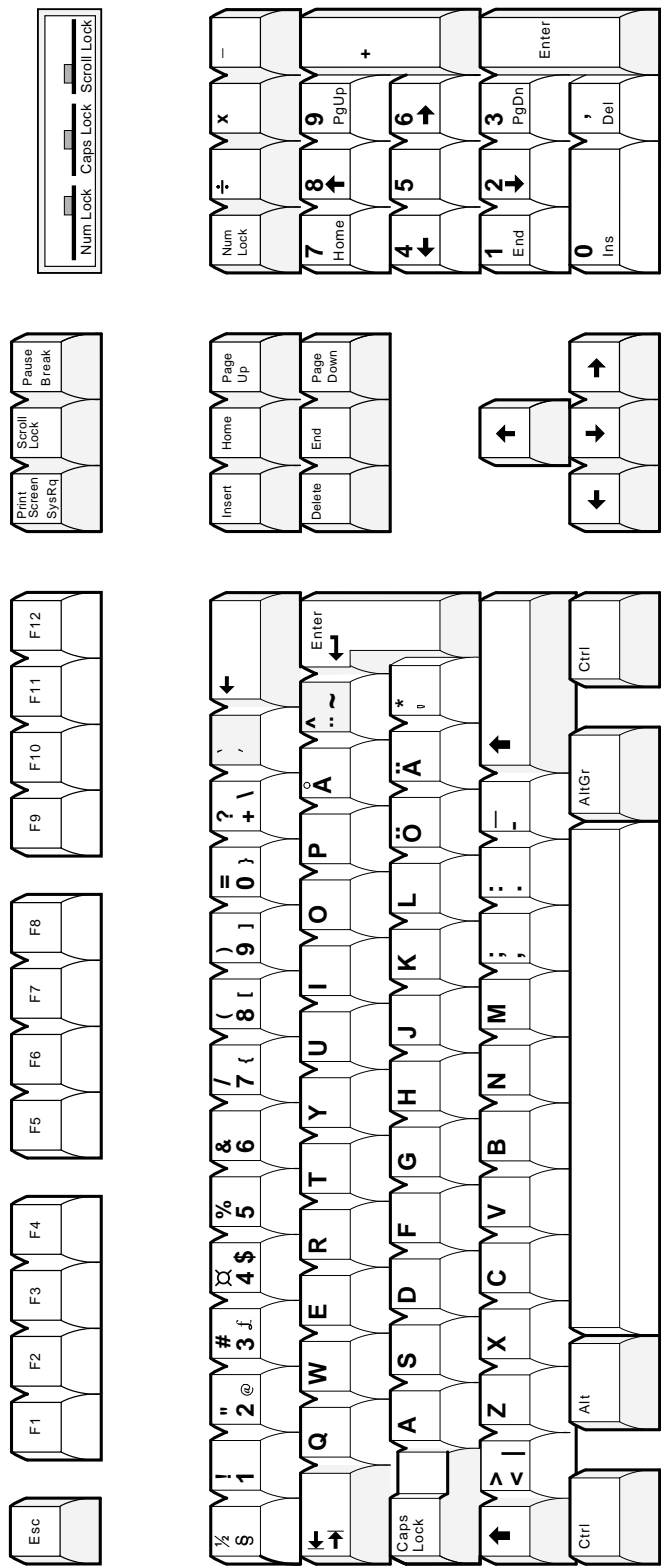 Esc
F1 F2 F3 F4
F5 F6 F7 F8
F9 F10 F11 F12
Print
Screen
SysRq
Scroll
Lock
Pause
Break
Num Lock Caps Lock Scroll Lock
½ ! " # ¤ % & / ( ) = ? `
§ 1 2 @ 3 £ 4 $ 5 6 7 { 8 [ 9 ] 0 } + \ ´
Insert Home
Page
Up
Num
Lock
÷ x −
Q W E R T Y U I O P Å ^
¨ ~
Enter
Delete End
Page
Down
7 8 9 +
Home PgUp
Caps
Lock
A S D F G H J K L Ö Ä *
'
4 5 6
> Z X C V B N M ; : _
< | , . -
1 2 3 Enter
End PgDn
Ctrl Alt AltGr Ctrl
0 ,
Ins Del